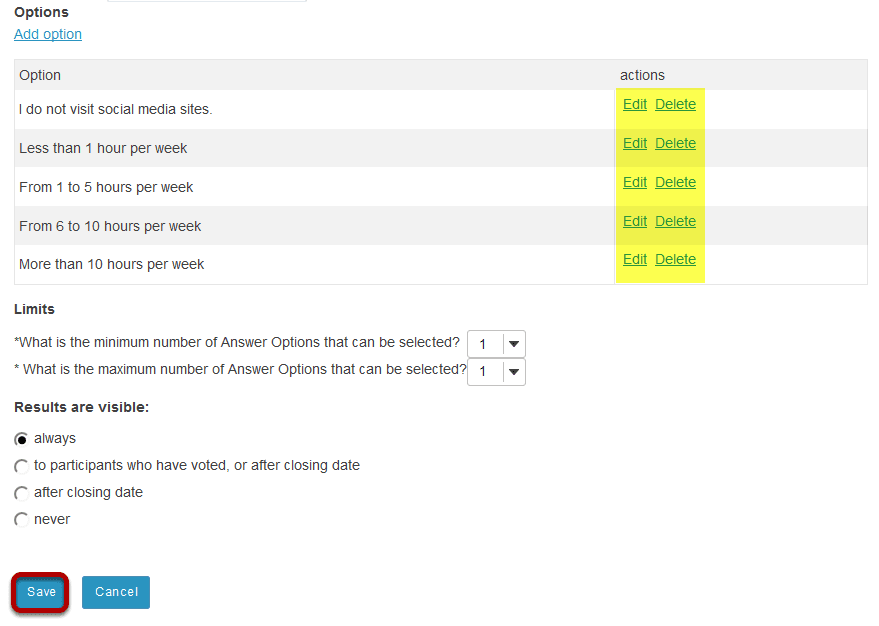 Options
Add option
Option actions
I do not visit social media sites. Edit Delete
Less than 1 hour per week Edit Delete
From 1 to 5 hours per week Edit Delete
From 6 to 10 hours per week Edit Delete
More than 10 hours per week Edit Delete
Limits
*What is the minimum number of Answer Options that can be selected? 1
* What is the maximum number of Answer Options that can be selected? 1
Results are visible:
always
to participants who have voted, or after closing date
after closing date
never
Save Cancel